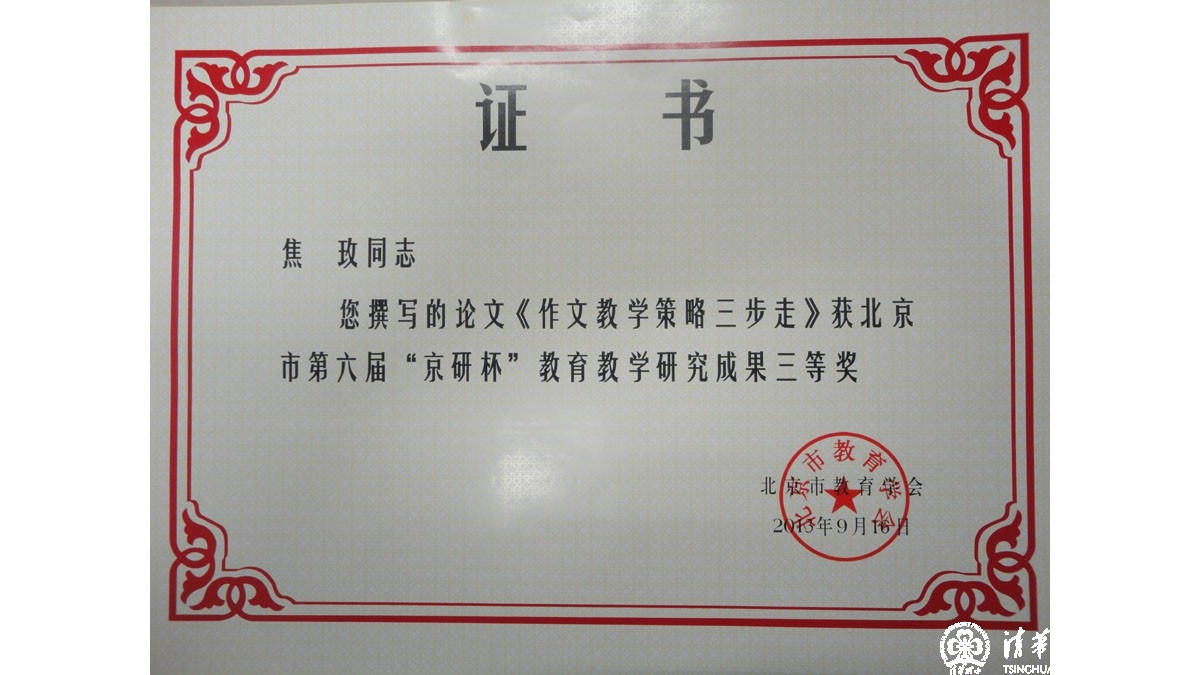 证 书
焦 玫同志
您撰写的论文《作文教学策略三步走》获北京
市第六届“京研杯”教育教学研究成果三等奖
北京市教育学会
北京市教育学会
2013年9月16日
清华
TSINGHUA